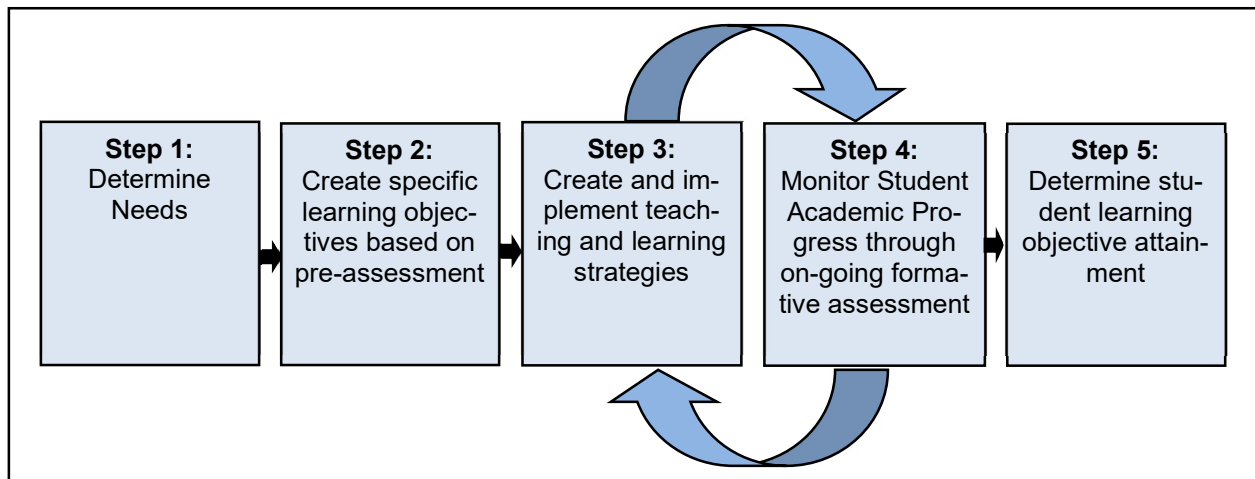 Step 1:
Determine
Needs
Step 2:
Create specific
learning objec-
tives based on
pre-assessment
Step 3:
Create and im-
plement teach-
ing and learning
strategies
Step 4:
Monitor Student
Academic Pro-
gress through
on-going forma-
tive assessment
Step 5:
Determine stu-
dent learning
objective attain-
ment